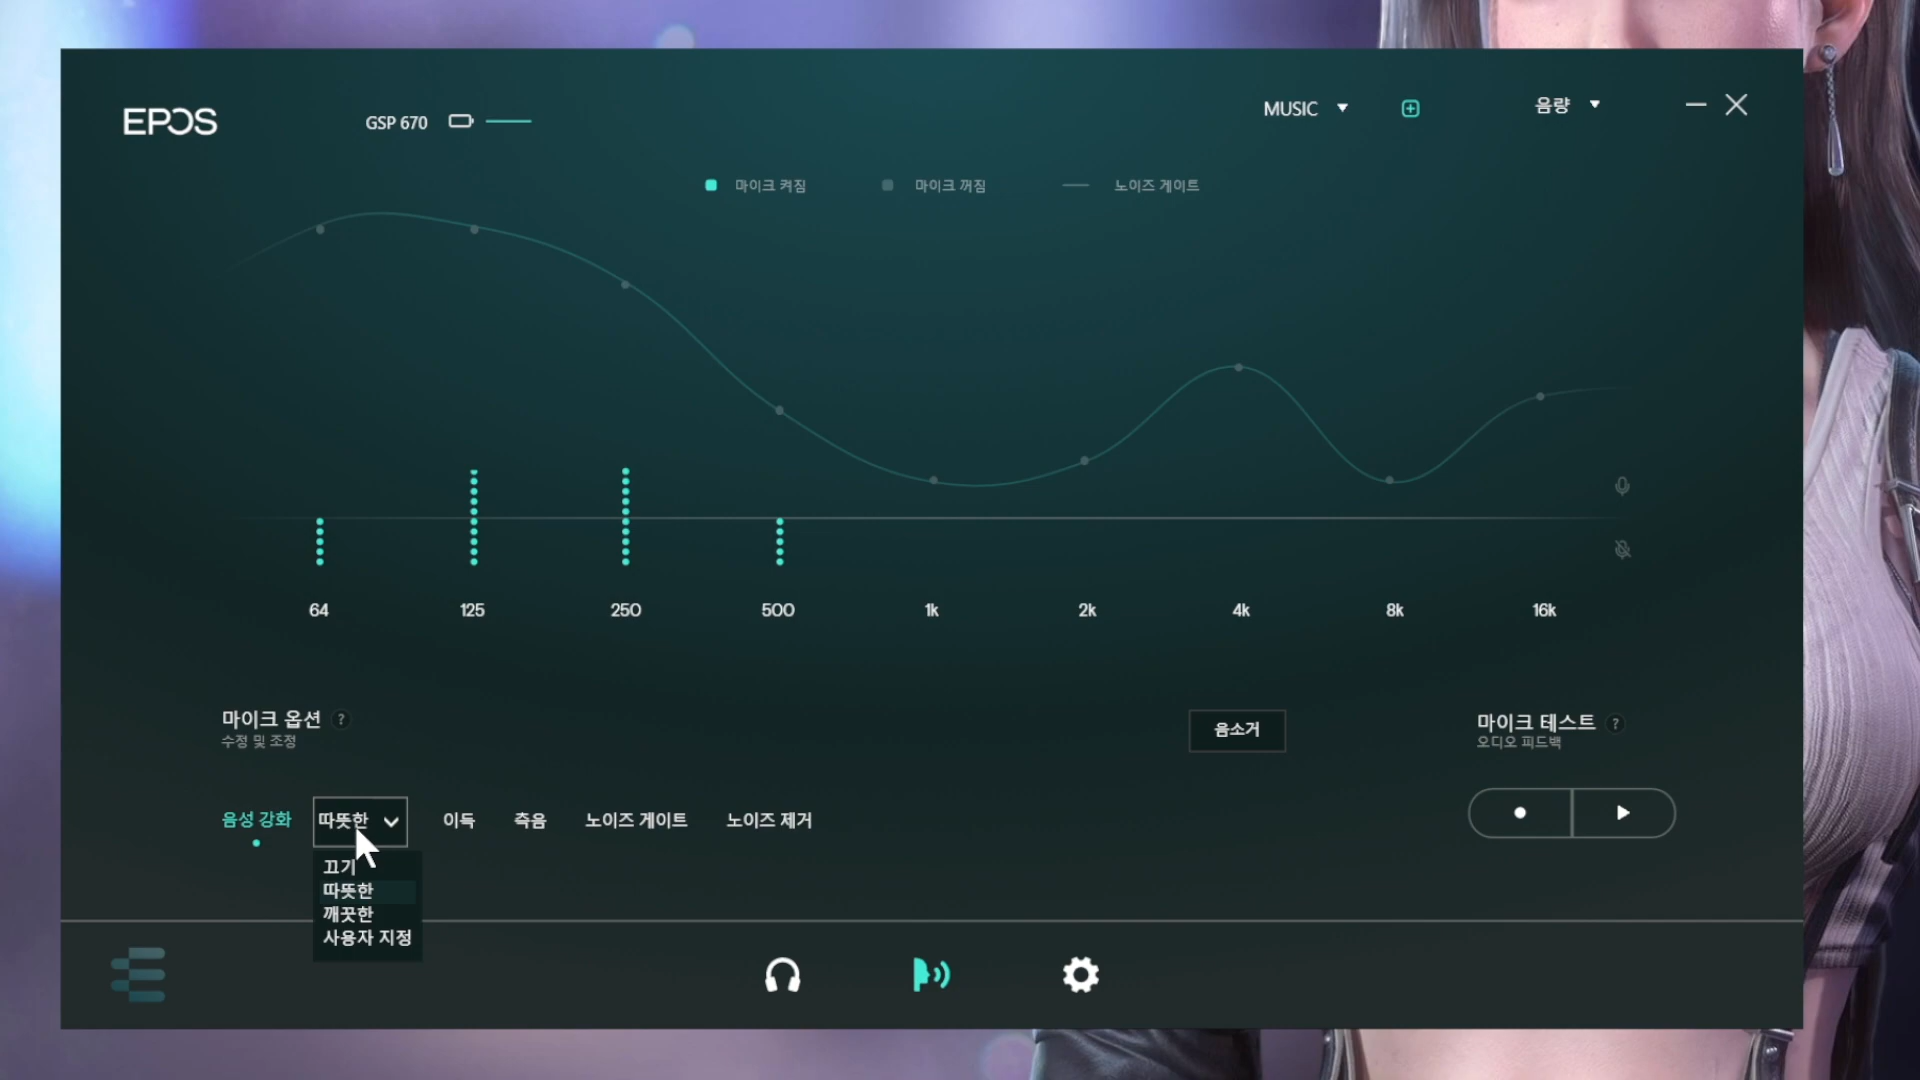 EPOS
GSP 670
MUSIC
음량
마이크 켜짐
마이크 꺼짐
노이즈 게이트
64 125 250 500 1k 2k 4k 8k 16k
마이크 옵션 ?
수정 및 조정
음소거
마이크 테스트 ?
오디오 피드백
음성 강화 따뜻한 이득 측음 노이즈 게이트 노이즈 제거
끄기
따뜻한
깨끗한
사용자 지정